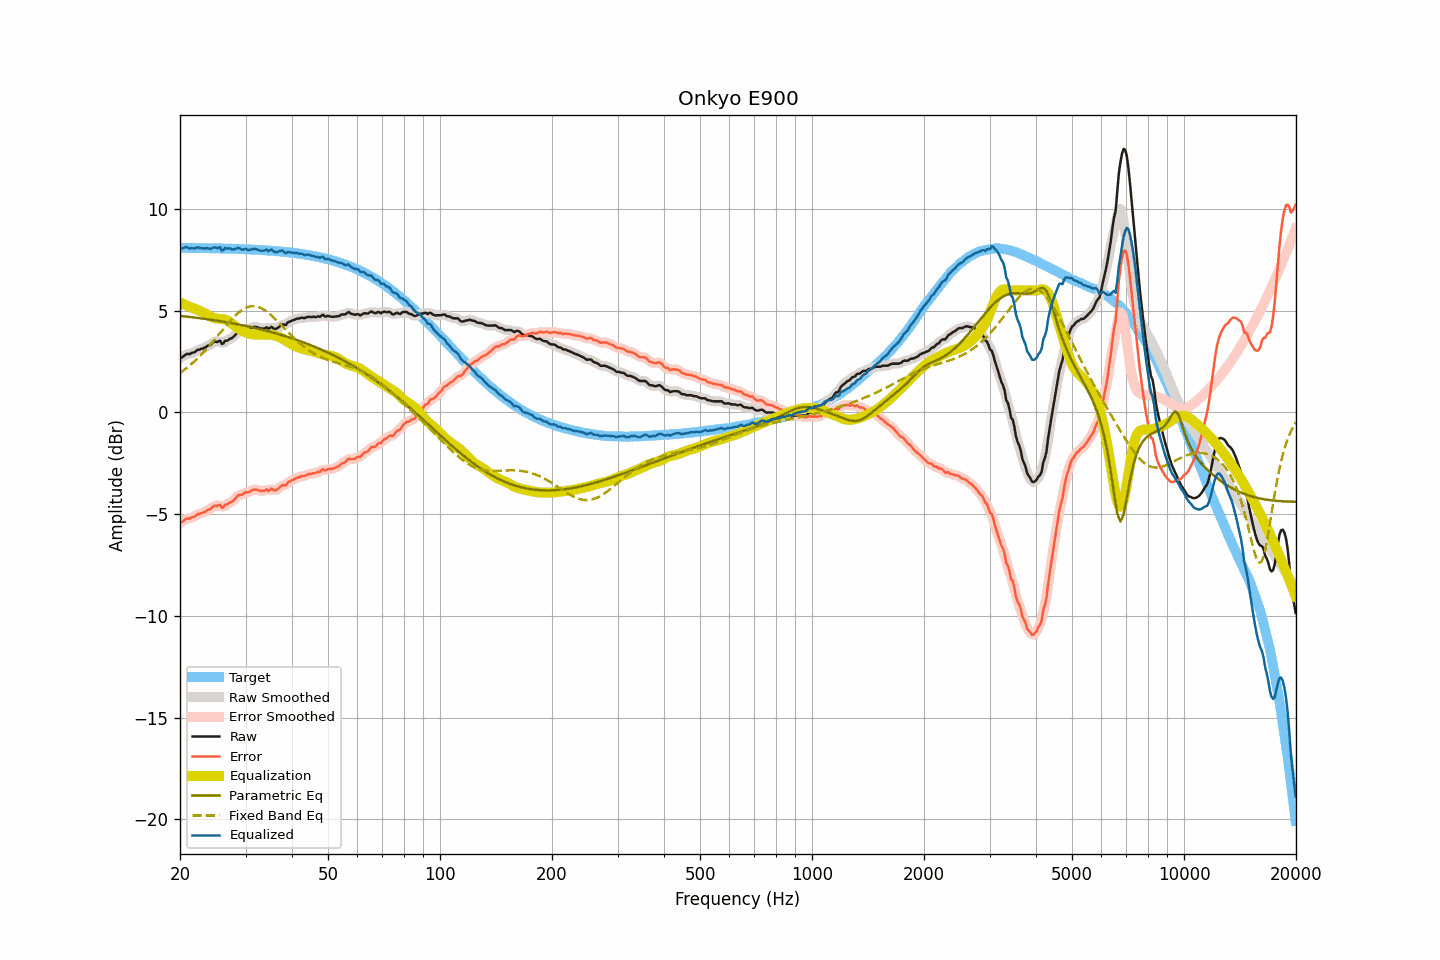 Onkyo E900
Amplitude (dBr)
10
5
0
−5
−10
−15
−20
Target
Raw Smoothed
Error Smoothed
Raw
Error
Equalization
Parametric Eq
Fixed Band Eq
Equalized
20 50 100 200 500 1000 2000 5000 10000 20000
Frequency (Hz)